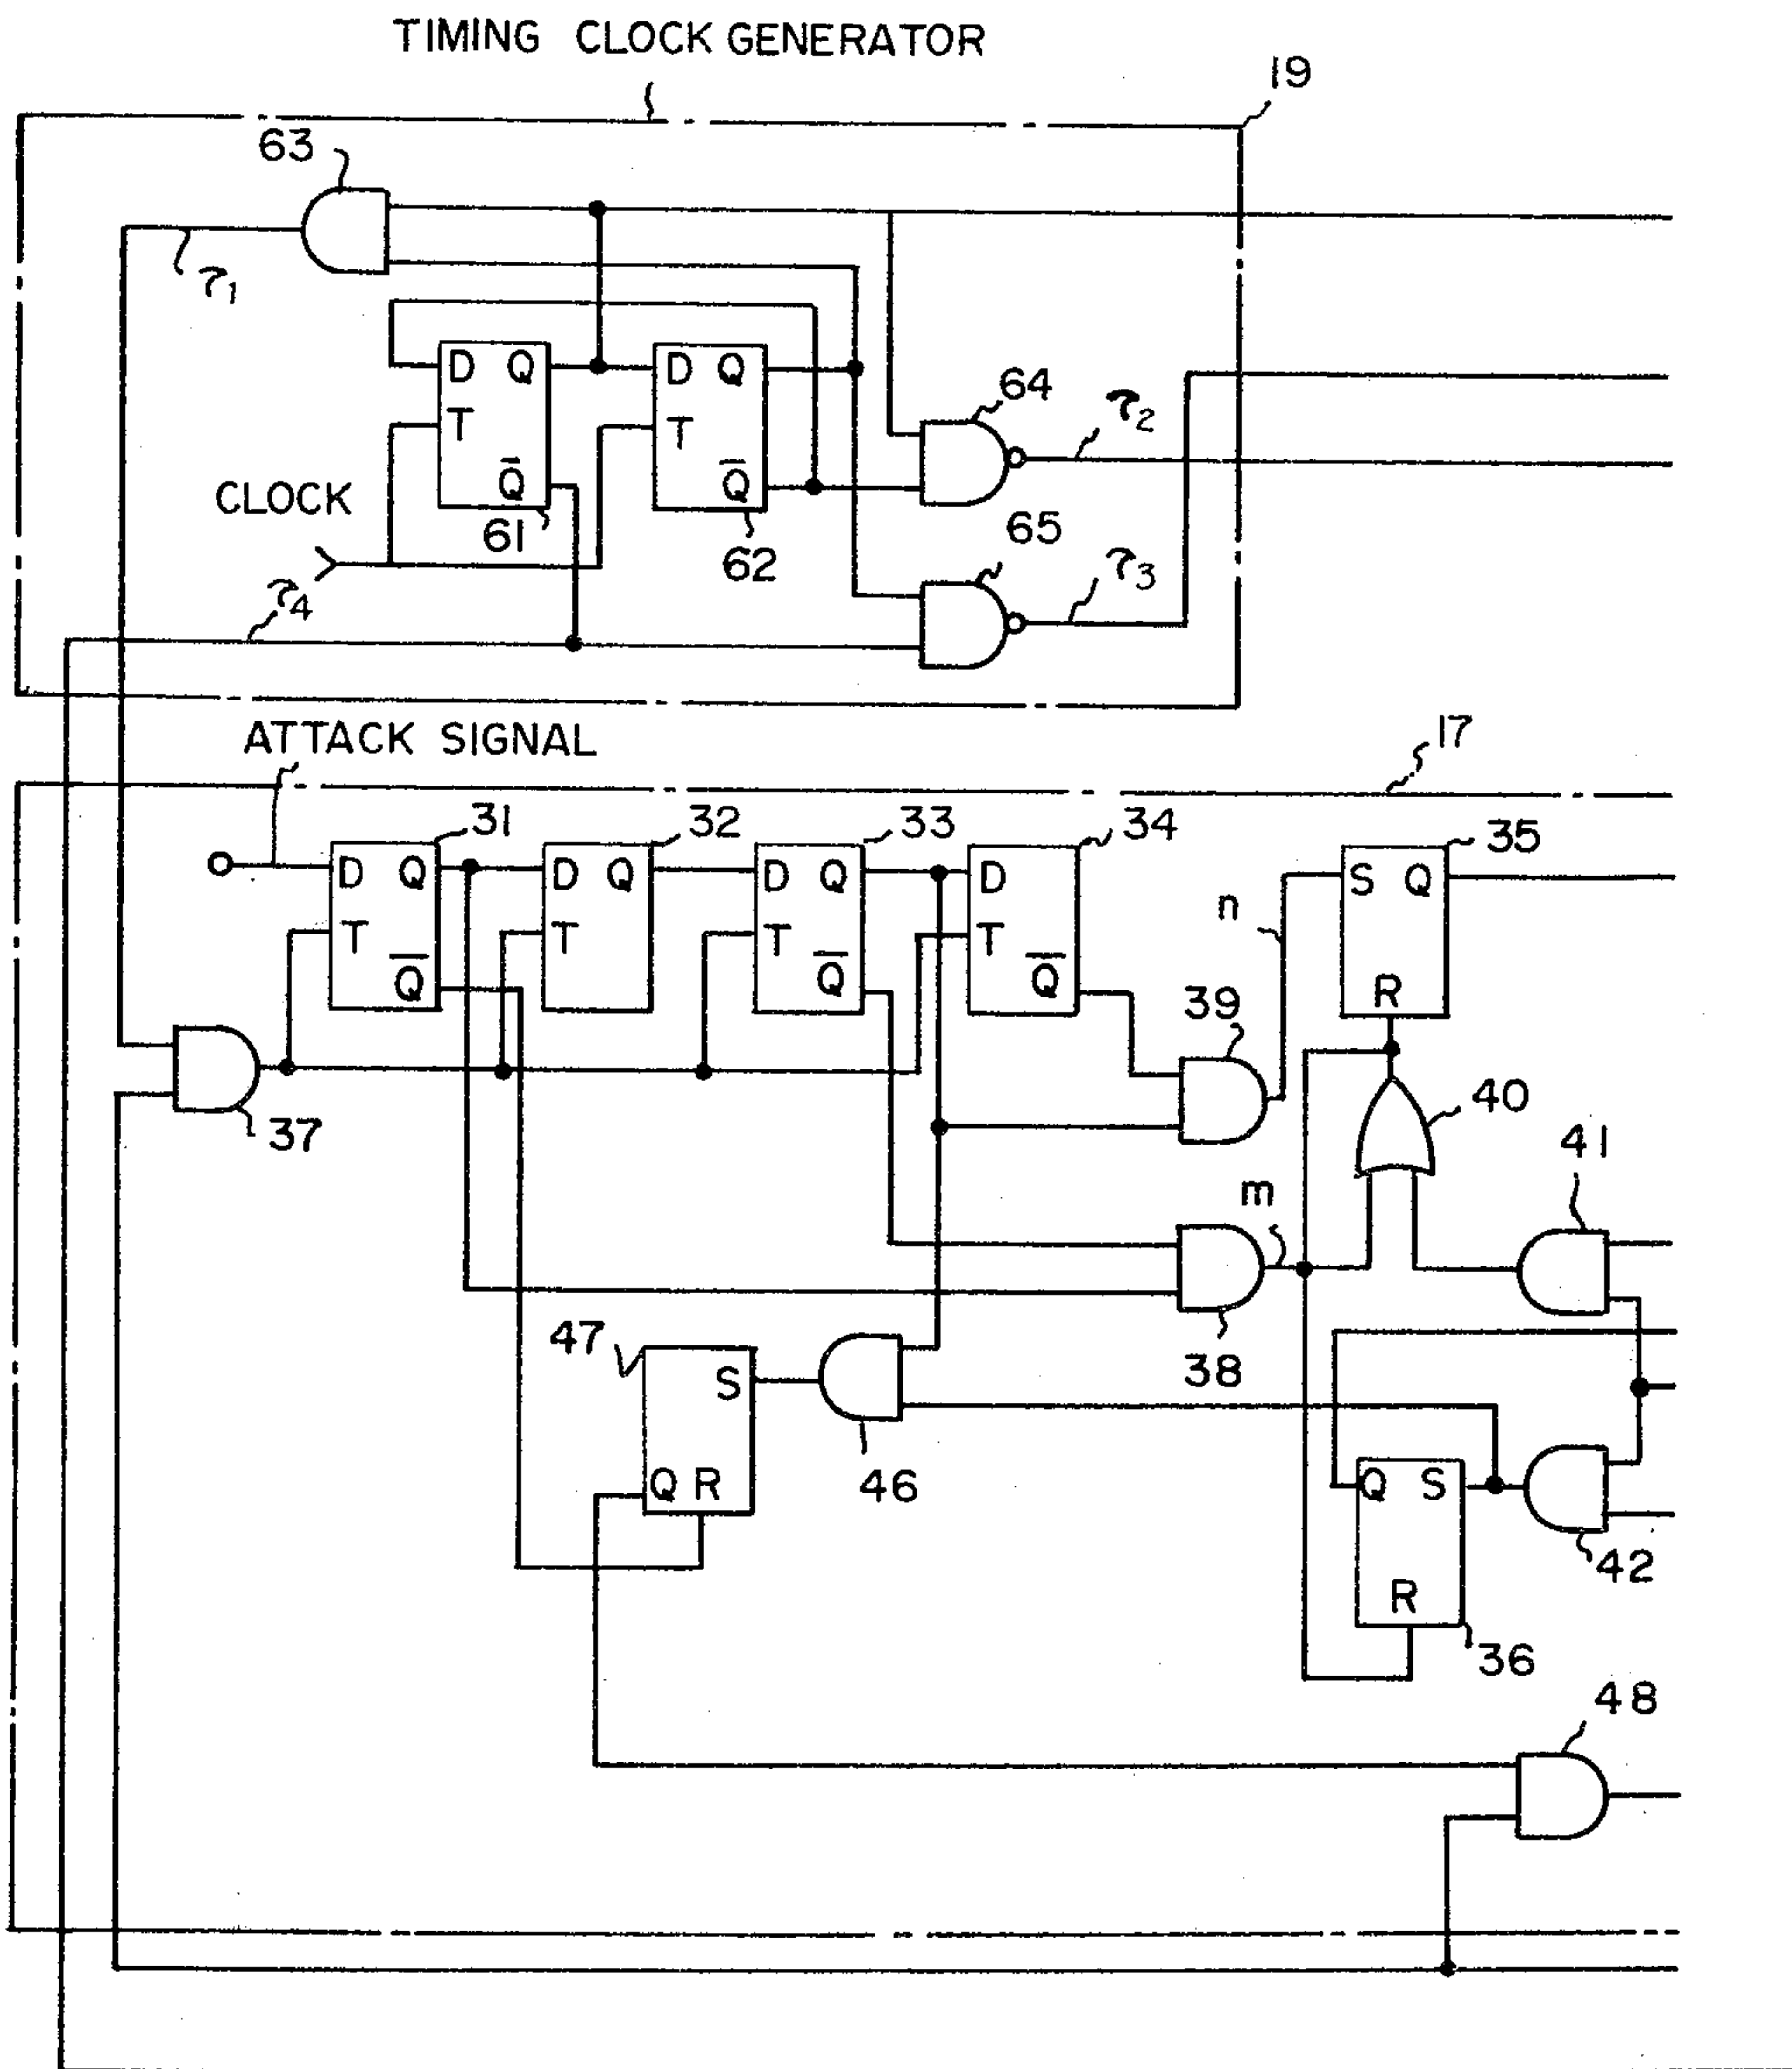 TIMING CLOCK GENERATOR
19
63
τ1
D Q
T
Q̄
61
D Q
T
Q̄
62
64
τ2
CLOCK
65
τ3
τ4
ATTACK SIGNAL
17
31
32
33
34
35
D Q
T
Q̄
D Q
T
D Q
T
Q̄
D
T
Q̄
n
S Q
R
39
37
40
41
m
47
S
Q R
38
46
Q S
R
42
36
48